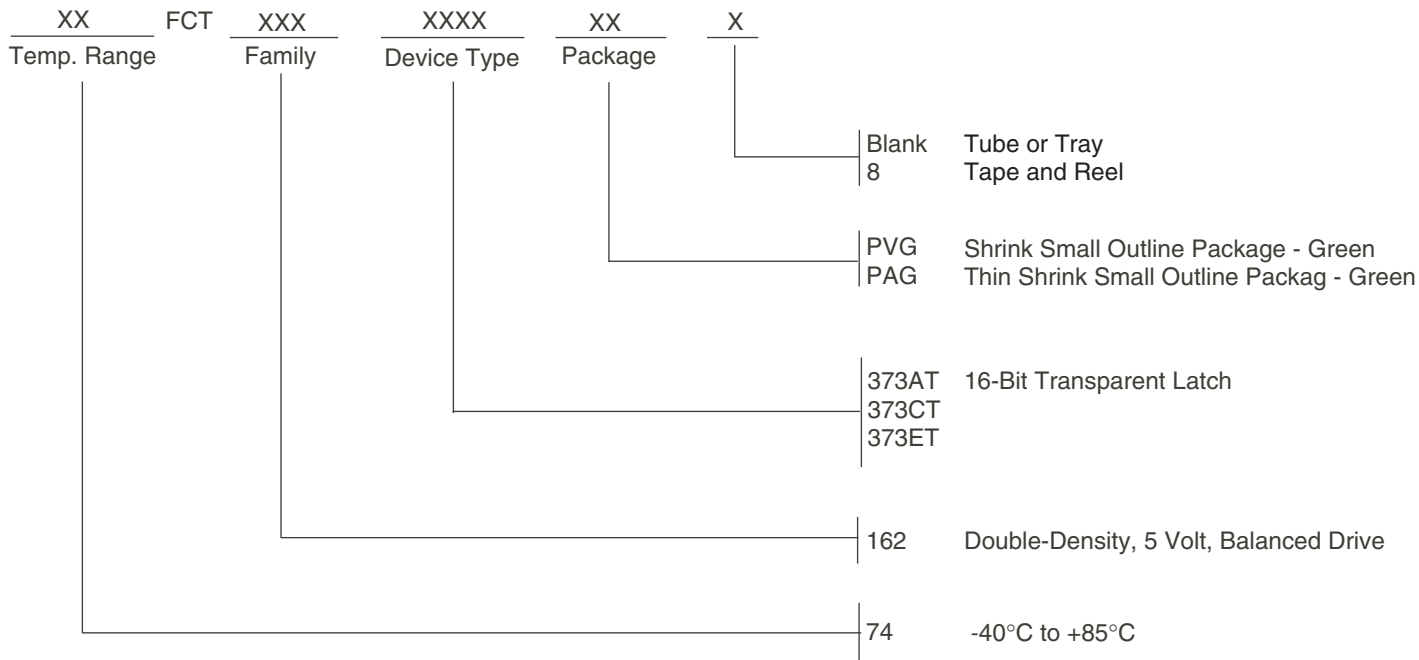 XX FCT XXX XXXX XX X
Temp. Range Family Device Type Package
Blank Tube or Tray
8 Tape and Reel
PVG Shrink Small Outline Package - Green
PAG Thin Shrink Small Outline Packag - Green
373AT 16-Bit Transparent Latch
373CT
373ET
162 Double-Density, 5 Volt, Balanced Drive
74 -40°C to +85°C